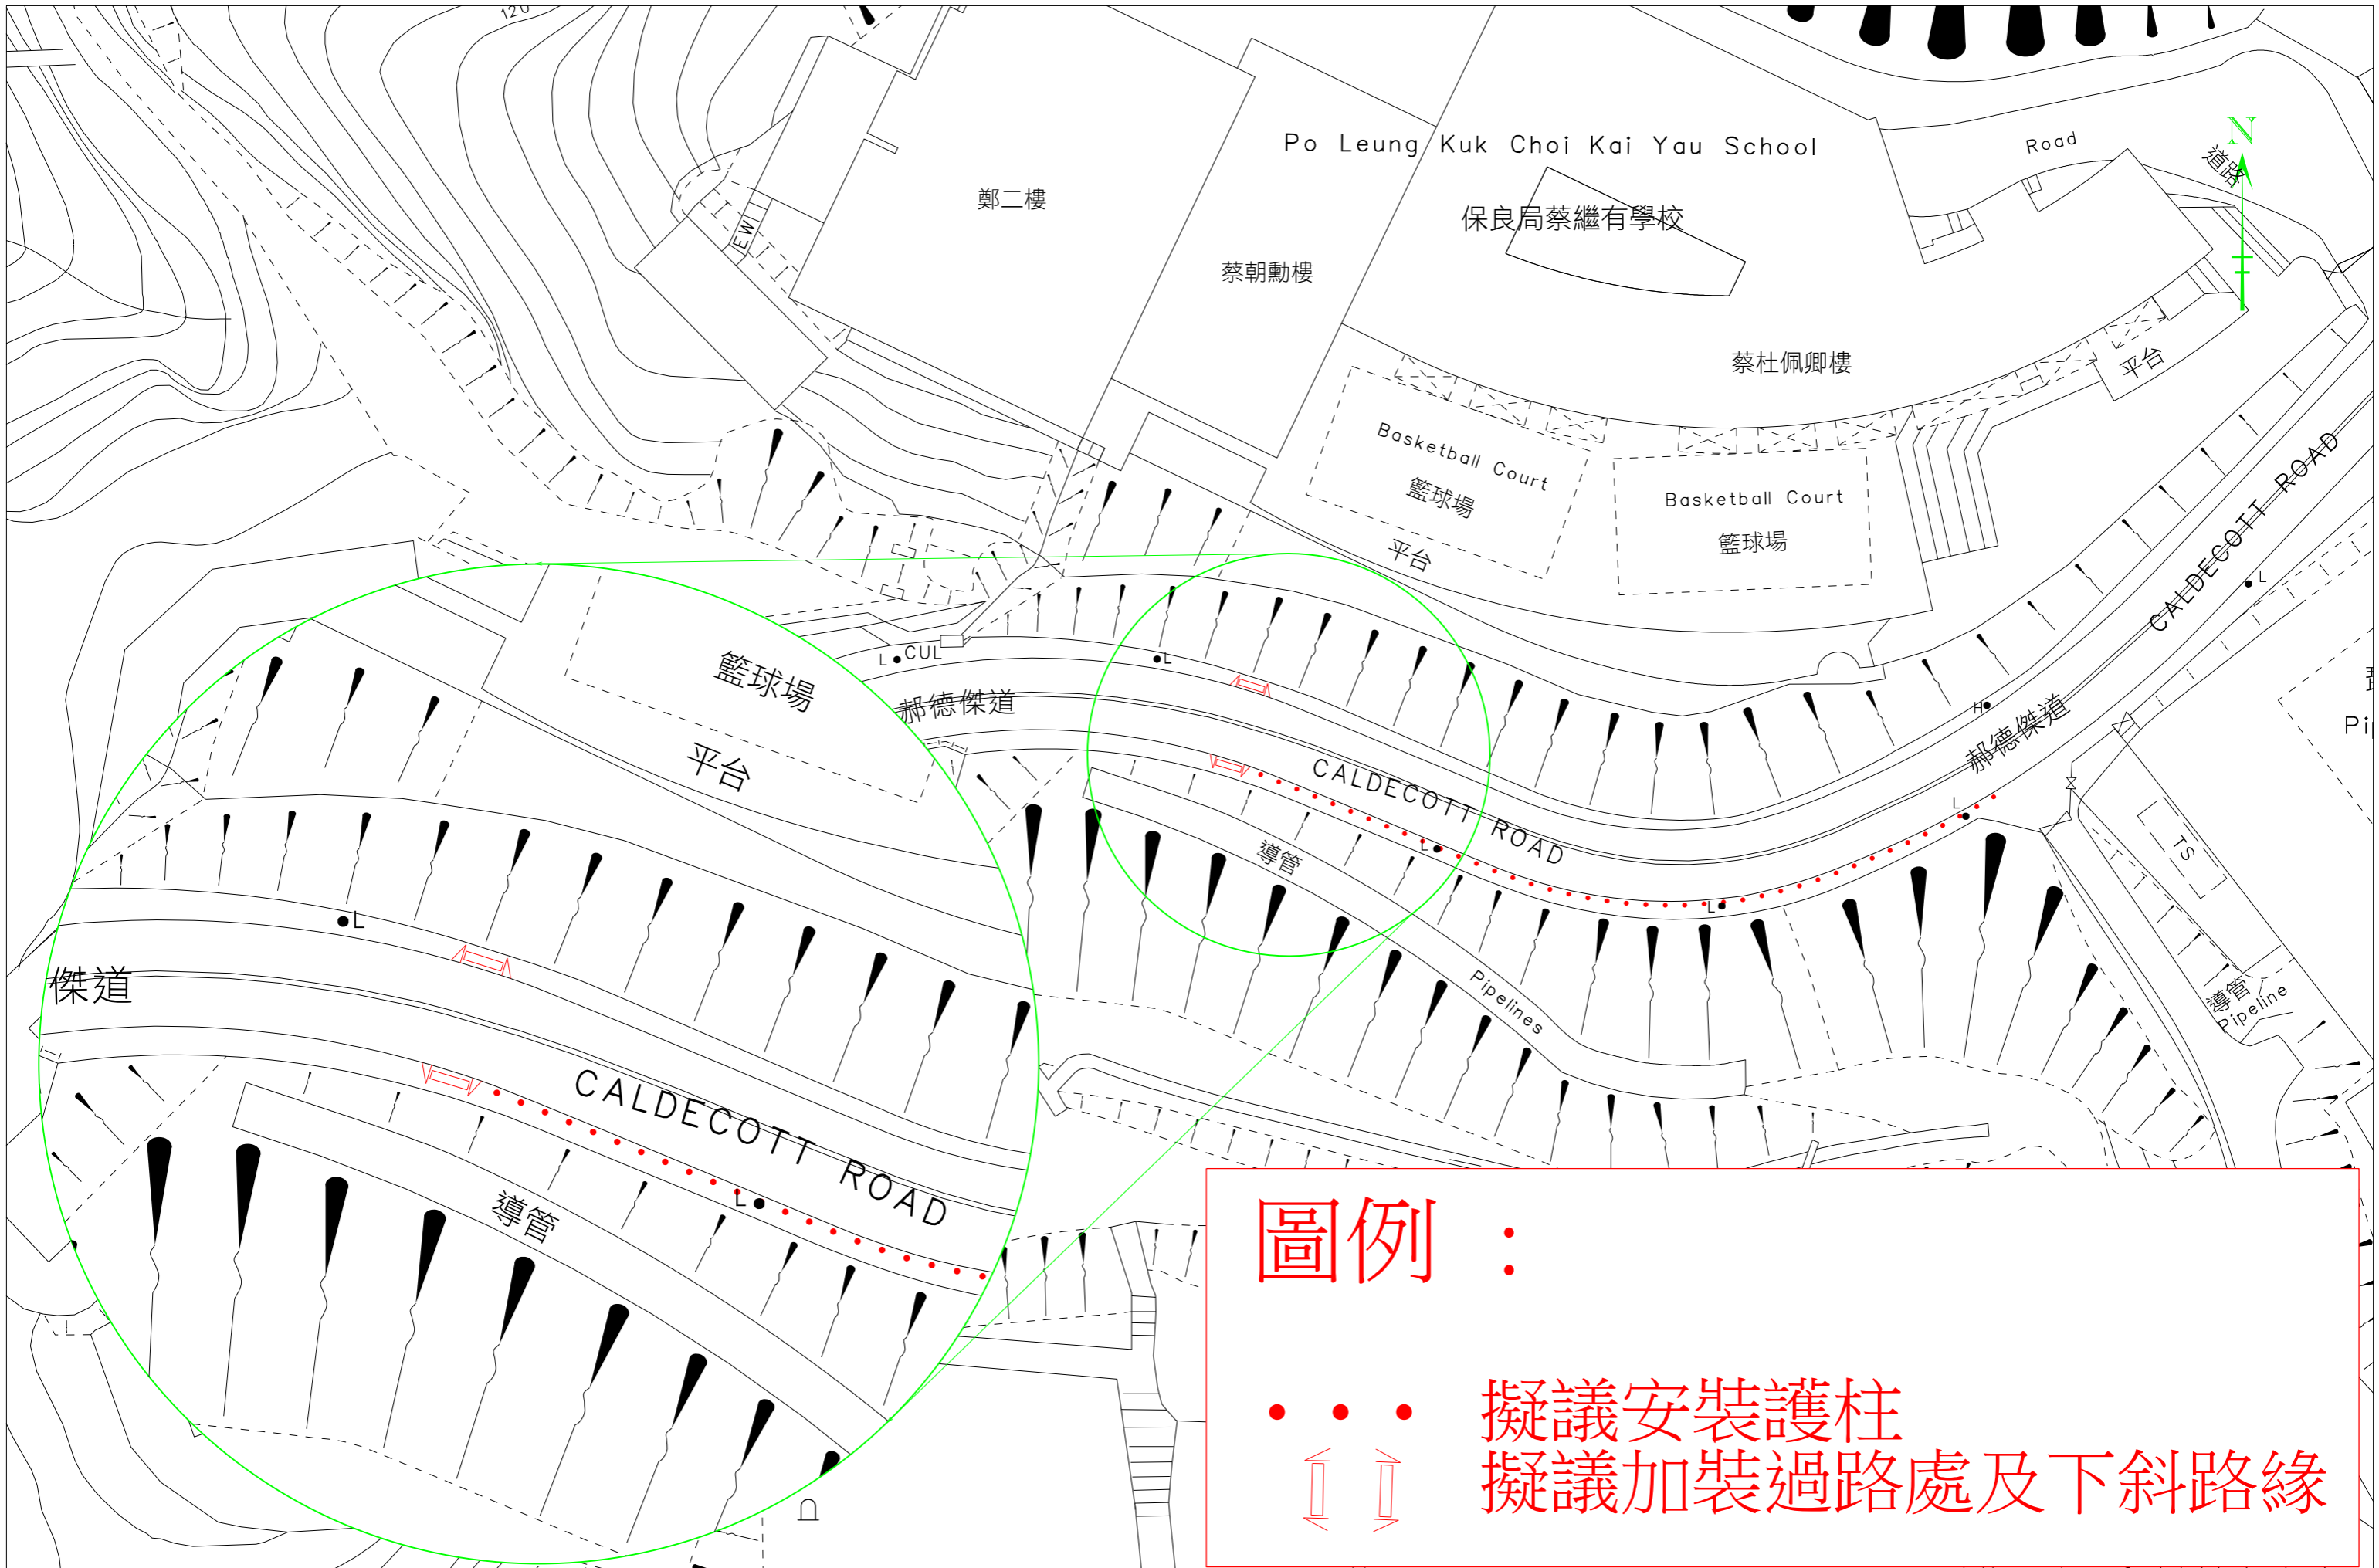 120
Po Leung Kuk Choi Kai Yau School
保良局蔡繼有學校
Road
道路
N
鄭二樓
EW
蔡朝勳樓
蔡杜佩卿樓
平台
Basketball Court
籃球場
Basketball Court
籃球場
平台
CALDECOTT ROAD
L
L
CUL
L
郝德傑道
H
郝德傑道
Pi
CALDECOTT ROAD
L
L
L
導管
TS
Pipelines
導管
Pipeline
籃球場
平台
L
傑道
CALDECOTT ROAD
L
導管
圖例 :
擬議安裝護柱
擬議加裝過路處及下斜路緣